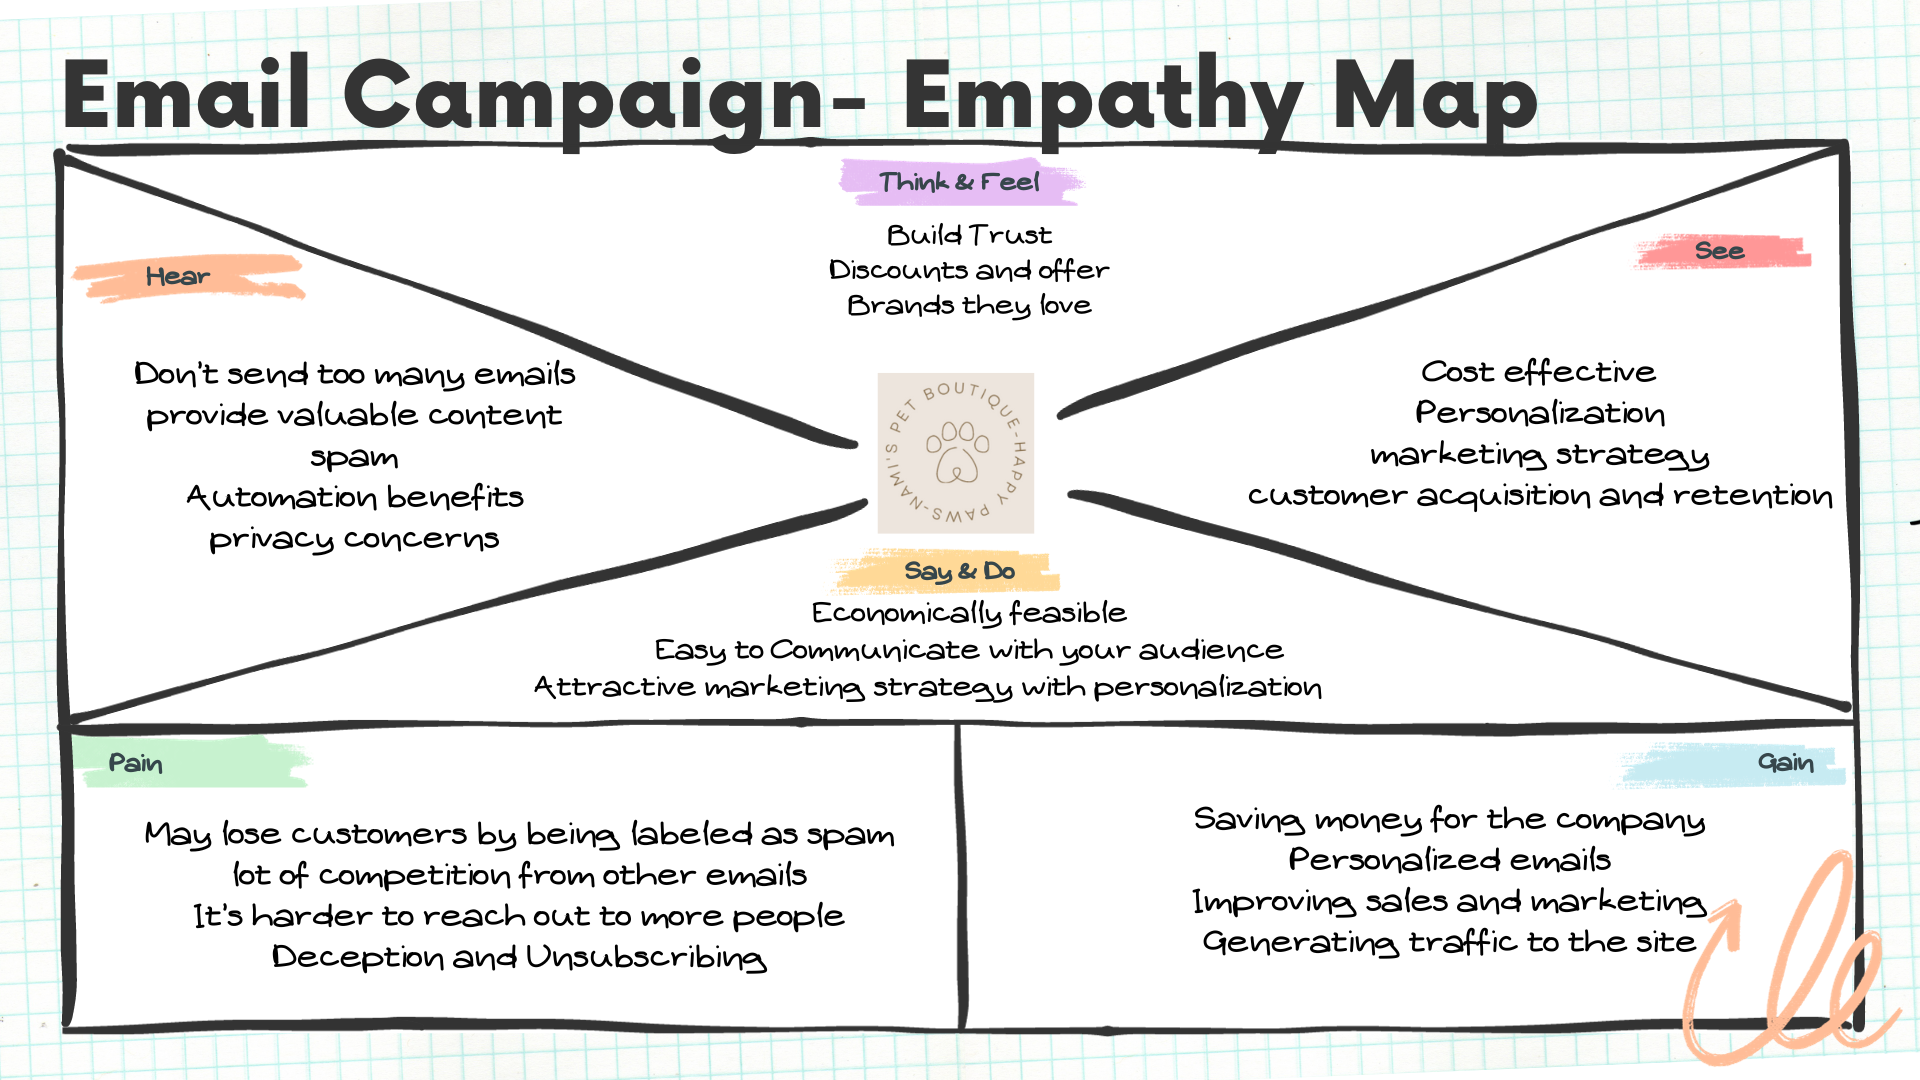 Email Campaign- Empathy Map
Think & Feel
Build Trust
Discounts and offer
Brands they love
Hear
Don't send too many emails
provide valuable content
spam
Automation benefits
privacy concerns
See
Cost effective
Personalization
marketing strategy
customer acquisition and retention
NAMI'S PET BOUTIQUE-HAPPY PAWS-
Say & Do
Economically feasible
Easy to Communicate with your audience
Attractive marketing strategy with personalization
Pain
May lose customers by being labeled as spam
lot of competition from other emails
It's harder to reach out to more people
Deception and Unsubscribing
Gain
Saving money for the company
Personalized emails
Improving sales and marketing
Generating traffic to the site